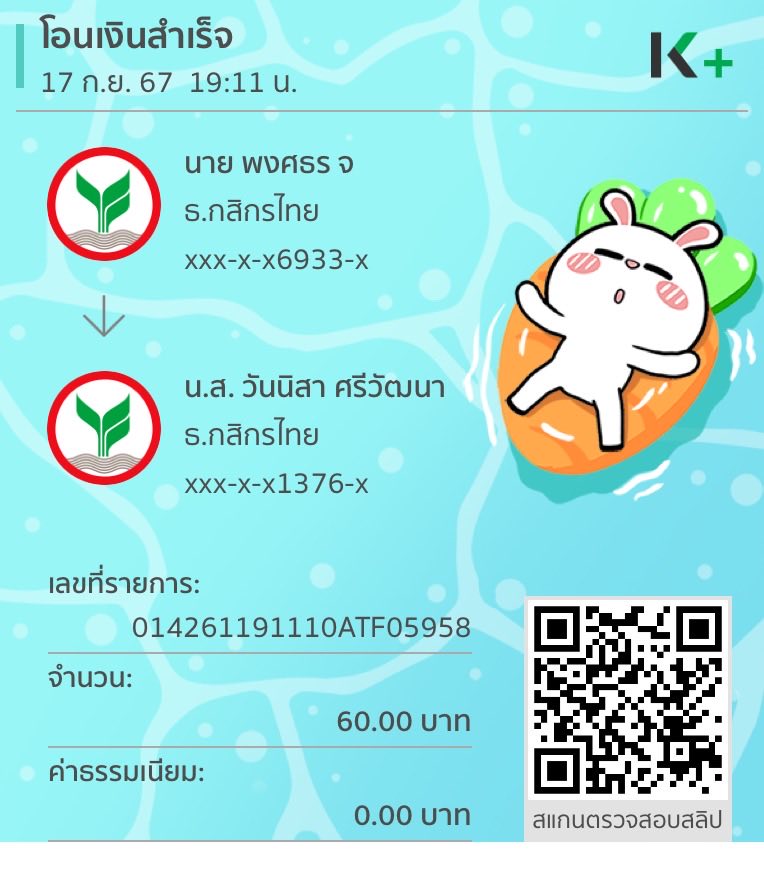 โอนเงินสำเร็จ
17 ก.ย. 67 19:11 น.
K+
นาย พงศธร จ
ธ.กสิกรไทย
xxx-x-x6933-x
น.ส. วันนิสา ศรีวัฒนา
ธ.กสิกรไทย
xxx-x-x1376-x
เลขที่รายการ:
014261191110ATF05958
จำนวน:
60.00 บาท
ค่าธรรมเนียม:
0.00 บาท
สแกนตรวจสอบสลิป